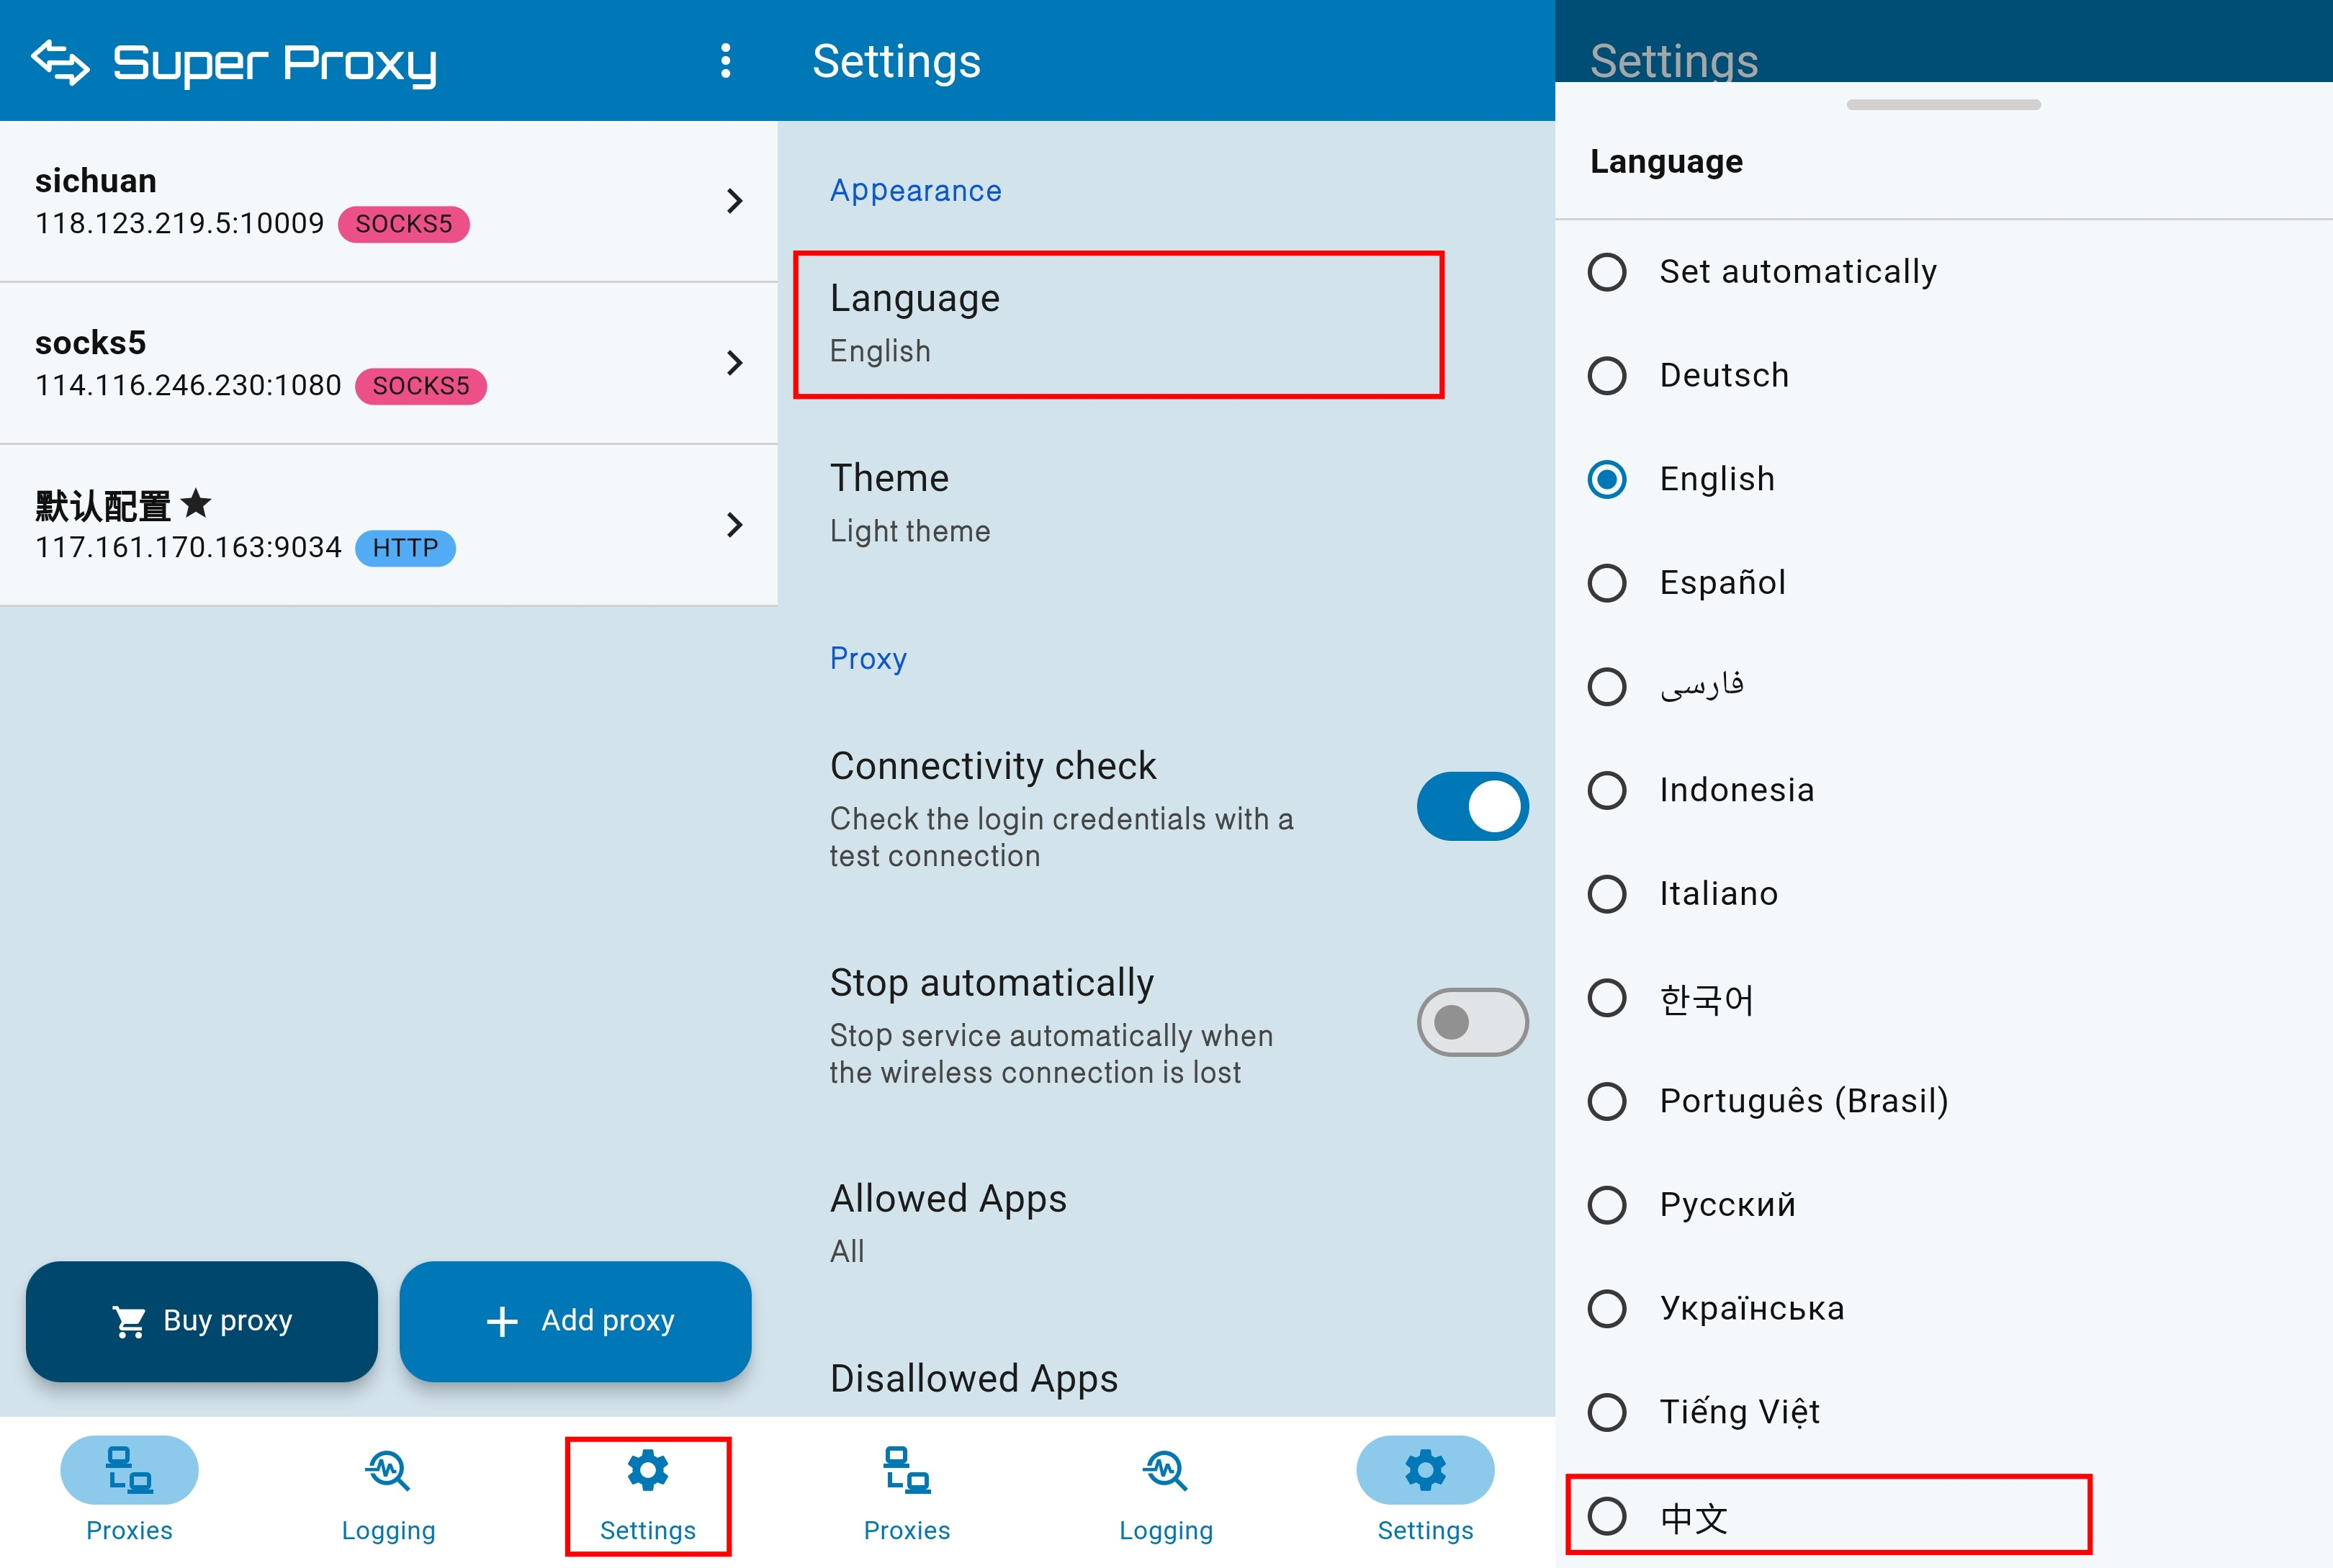 Super Proxy
sichuan
118.123.219.5:10009 SOCKS5
socks5
114.116.246.230:1080 SOCKS5
默认配置
117.161.170.163:9034 HTTP
Buy proxy
Add proxy
Proxies
Logging
Settings
Settings
Appearance
Language
English
Theme
Light theme
Proxy
Connectivity check
Check the login credentials with a
test connection
Stop automatically
Stop service automatically when
the wireless connection is lost
Allowed Apps
All
Disallowed Apps
Proxies
Logging
Settings
Settings
Language
Set automatically
Deutsch
English
Español
فارسی
Indonesia
Italiano
한국어
Português (Brasil)
Русский
Українська
Tiếng Việt
中文